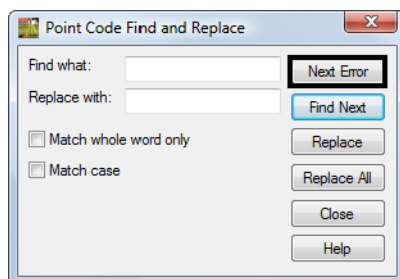 Point Code Find and Replace
Find what:
Next Error
Replace with:
Find Next
Match whole word only
Replace
Match case
Replace All
Close
Help